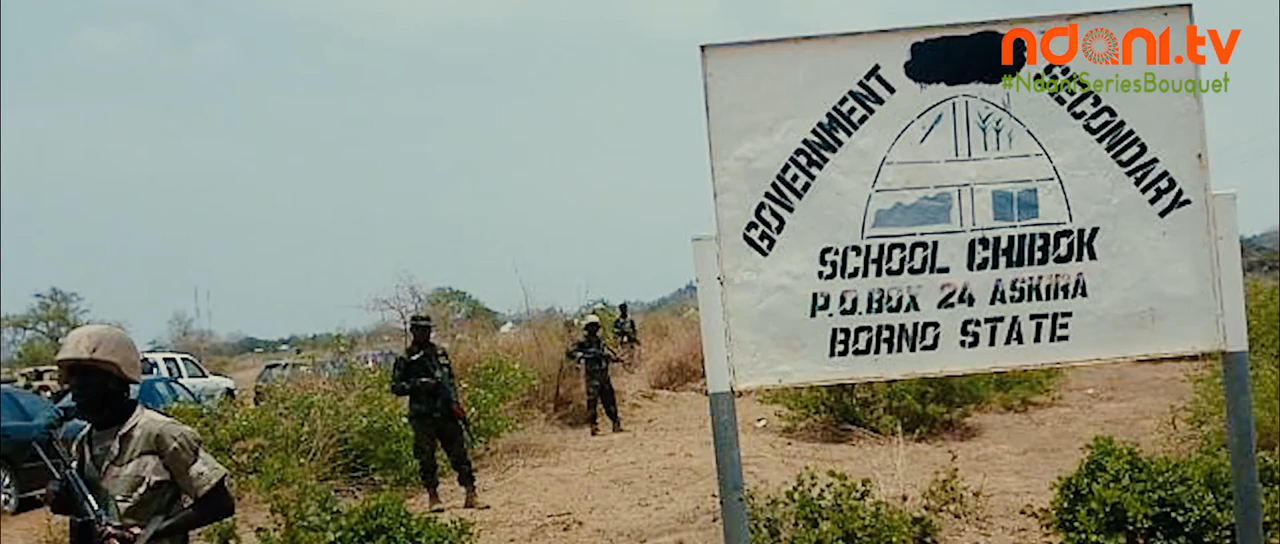 ndani.tv
#NdaniSeriesBouquet
GOVERNMENT SECONDARY
SCHOOL CHIBOK
P.O.BOX 24 ASKIRA
BORNO STATE